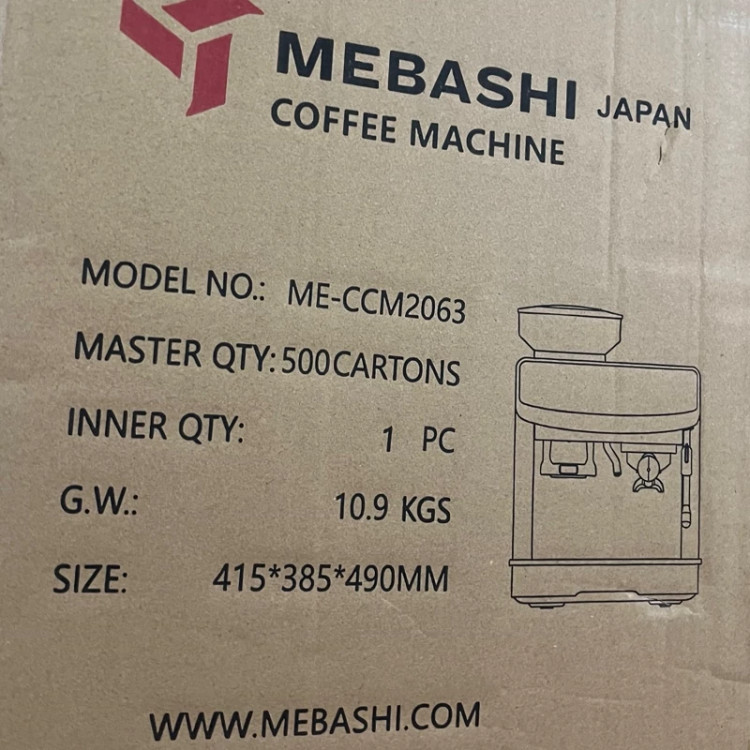 MEBASHI JAPAN
COFFEE MACHINE
MODEL NO.: ME-CCM2063
MASTER QTY: 500CARTONS
INNER QTY: 1 PC
G.W.: 10.9 KGS
SIZE: 415*385*490MM
WWW.MEBASHI.COM